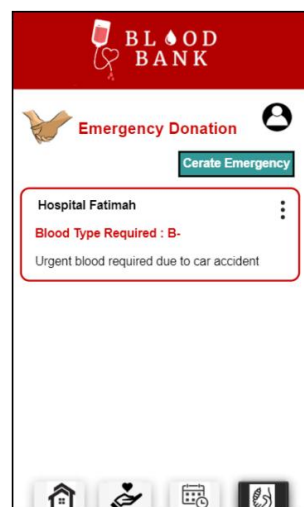 BLOOD
BANK
Emergency Donation
Cerate Emergency
Hospital Fatimah
Blood Type Required : B-
Urgent blood required due to car accident